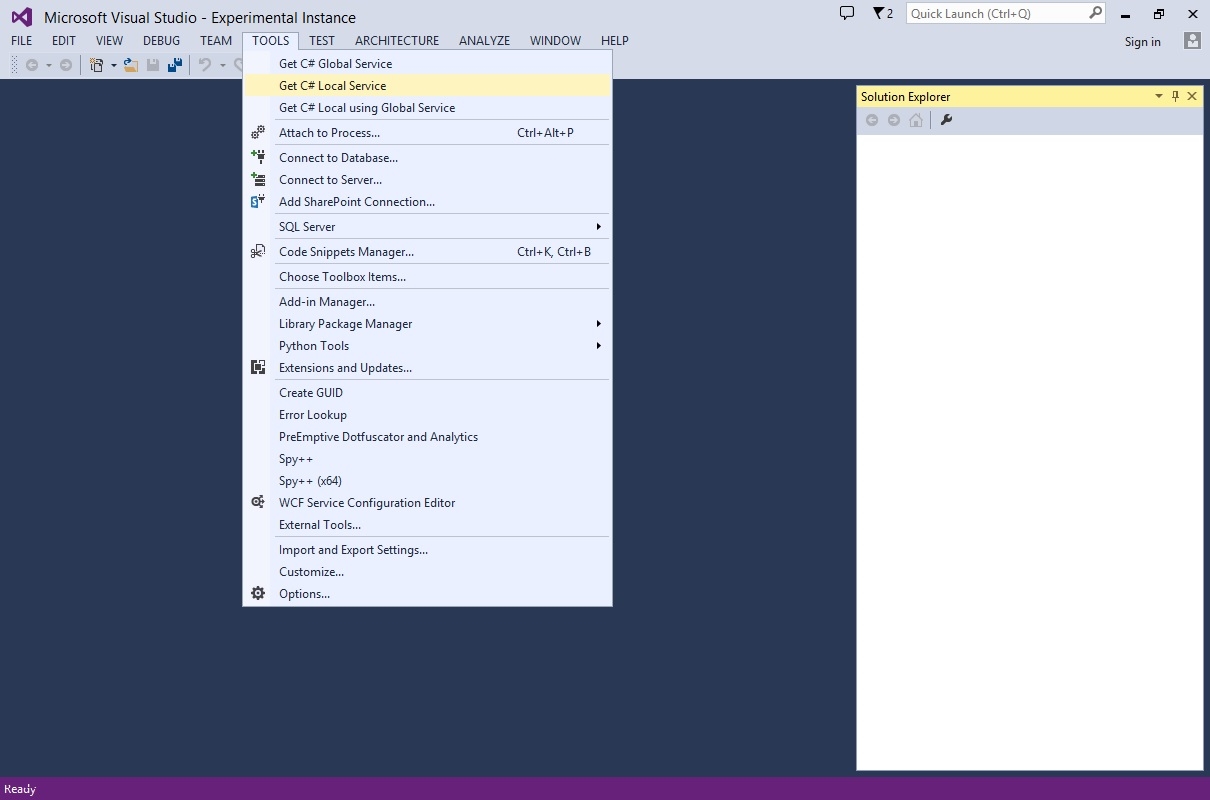 Microsoft Visual Studio - Experimental Instance
2
Quick Launch (Ctrl+Q)
FILE EDIT VIEW DEBUG TEAM TOOLS TEST ARCHITECTURE ANALYZE WINDOW HELP
Sign in
Get C# Global Service
Get C# Local Service
Get C# Local using Global Service
Attach to Process... Ctrl+Alt+P
Connect to Database...
Connect to Server...
Add SharePoint Connection...
SQL Server
Code Snippets Manager... Ctrl+K, Ctrl+B
Choose Toolbox Items...
Add-in Manager...
Library Package Manager
Python Tools
Extensions and Updates...
Create GUID
Error Lookup
PreEmptive Dotfuscator and Analytics
Spy++
Spy++ (x64)
WCF Service Configuration Editor
External Tools...
Import and Export Settings...
Customize...
Options...
Solution Explorer
Ready